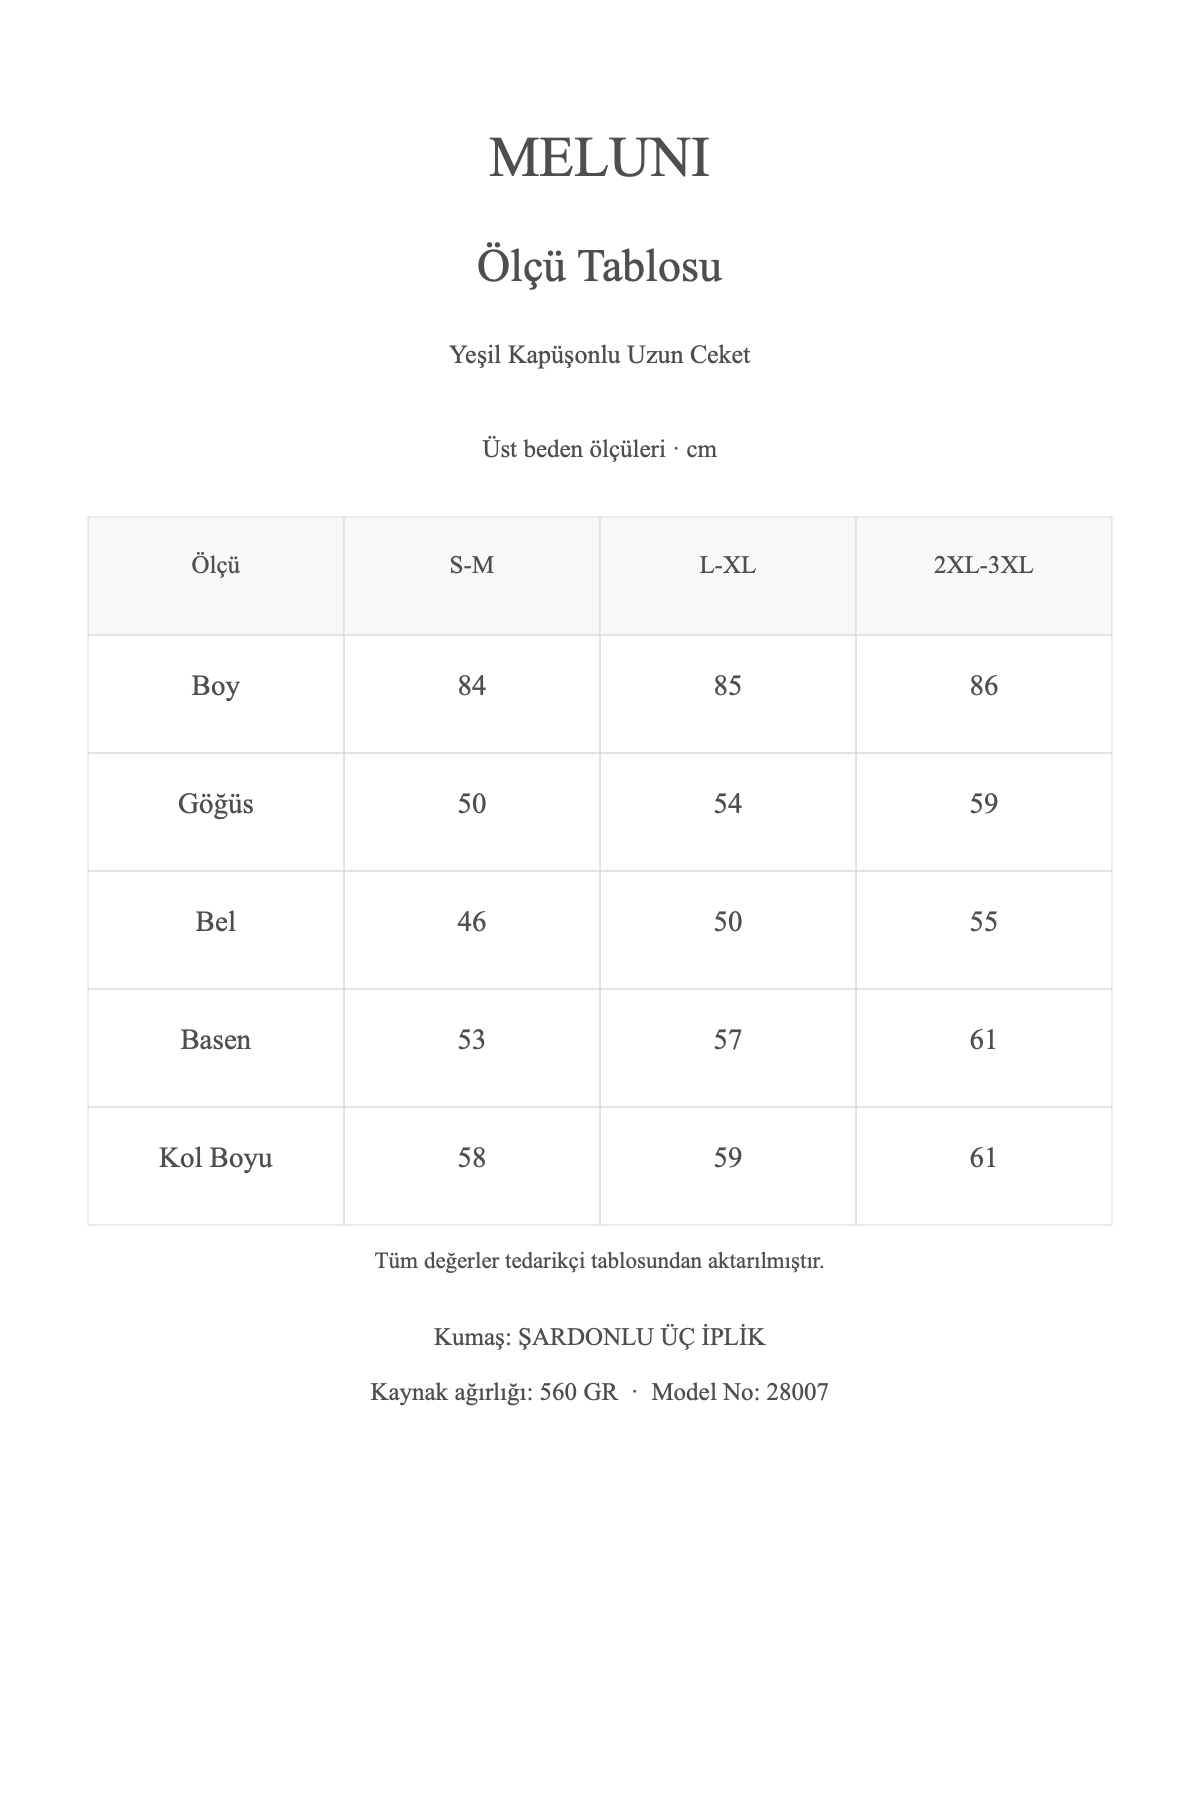 MELUNI
Ölçü Tablosu
Yeşil Kapüşonlu Uzun Ceket
Üst beden ölçüleri · cm
Ölçü S-M L-XL 2XL-3XL
Boy 84 85 86
Göğüs 50 54 59
Bel 46 50 55
Basen 53 57 61
Kol Boyu 58 59 61
Tüm değerler tedarikçi tablosundan aktarılmıştır.
Kumaş: ŞARDONLU ÜÇ İPLİK
Kaynak ağırlığı: 560 GR · Model No: 28007